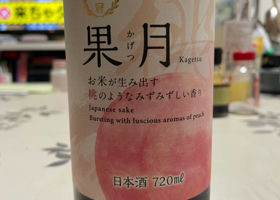 かげつ
果月
Kagetsu
お米が生み出す
桃のようなみずみずしい香り
Japanese sake
Bursting with luscious aromas of peach
日本酒 720ml